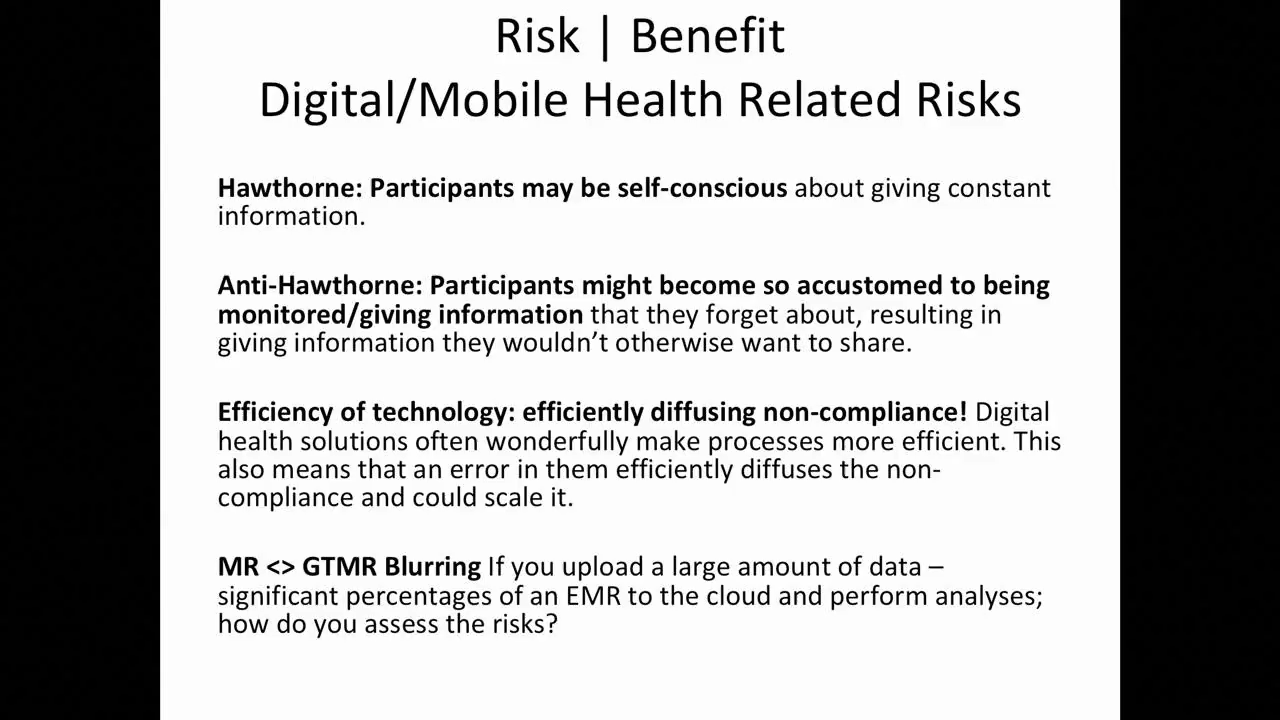 Risk | Benefit
Digital/Mobile Health Related Risks
Hawthorne: Participants may be self-conscious about giving constant
information.
Anti-Hawthorne: Participants might become so accustomed to being
monitored/giving information that they forget about, resulting in
giving information they wouldn’t otherwise want to share.
Efficiency of technology: efficiently diffusing non-compliance! Digital
health solutions often wonderfully make processes more efficient. This
also means that an error in them efficiently diffuses the non-
compliance and could scale it.
MR <> GTMR Blurring If you upload a large amount of data –
significant percentages of an EMR to the cloud and perform analyses;
how do you assess the risks?